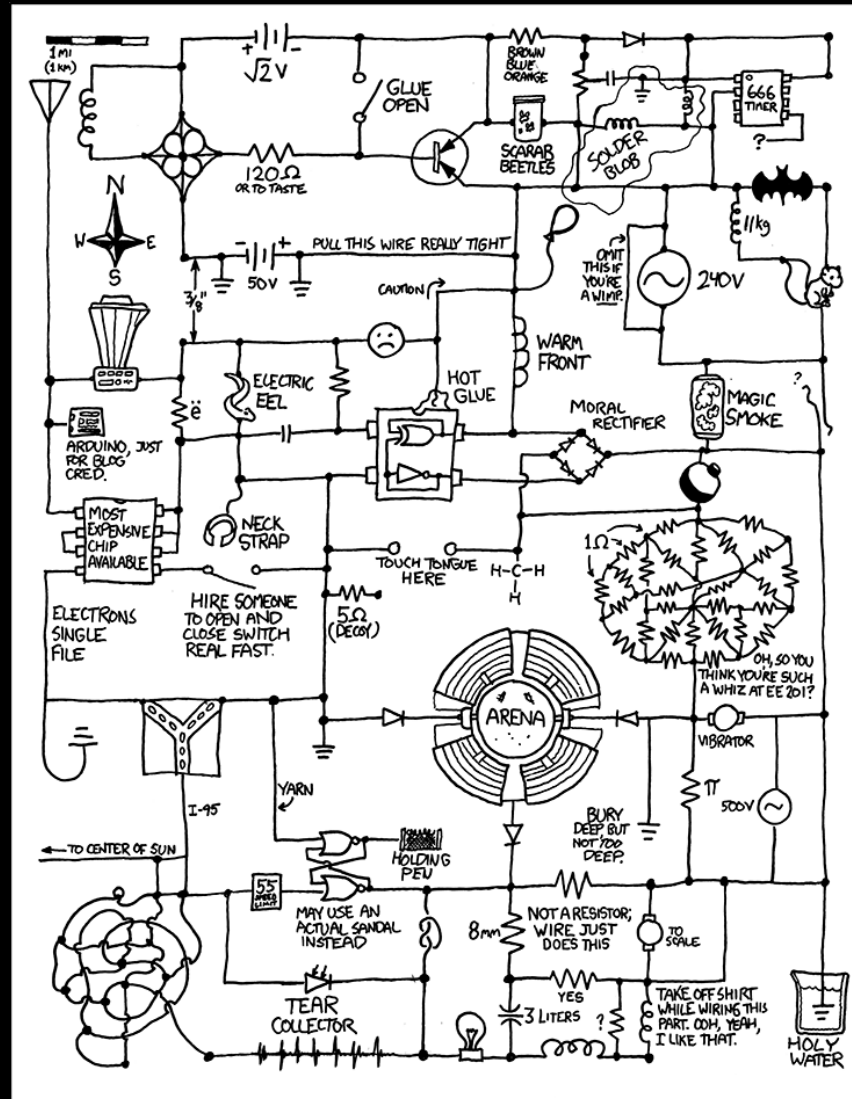 1MI
(1KM)
√2 V
+
-
GLUE
OPEN
BROWN
BLUE
ORANGE
666
TIMER
?
120Ω
OR TO TASTE
SCARAB
BEETLES
SOLDER
BLOB
N
W
E
S
-
+
50V
PULL THIS WIRE REALLY TIGHT
3/8"
CAUTION
OMIT
THIS IF
YOU'RE
A WIMP.
240V
11kg
ELECTRIC
EEL
HOT
GLUE
WARM
FRONT
MORAL
RECTIFIER
MAGIC
SMOKE
?
ë
ARDUINO, JUST
FOR BLOG
CRED.
MOST
EXPENSIVE
CHIP
AVAILABLE
NECK
STRAP
TOUCH TONGUE
HERE
H-C-H
H
1Ω
ELECTRONS
SINGLE
FILE
HIRE SOMEONE
TO OPEN AND
CLOSE SWITCH
REAL FAST.
5Ω
(DECOY)
OH, SO YOU
THINK YOU'RE SUCH
A WHIZ AT EE 201?
ARENA
VIBRATOR
I-95
YARN
BURY
DEEP, BUT
NOT TOO
DEEP.
π
500V
TO CENTER OF SUN
HOLDING
PEN
55
SPEED
LIMIT
MAY USE AN
ACTUAL SANDAL
INSTEAD
8mm
NOT A RESISTOR;
WIRE JUST
DOES THIS
TO
SCALE
TEAR
COLLECTOR
3 LITERS
YES
?
TAKE OFF SHIRT
WHILE WIRING THIS
PART. OOH, YEAH,
I LIKE THAT.
HOLY
WATER